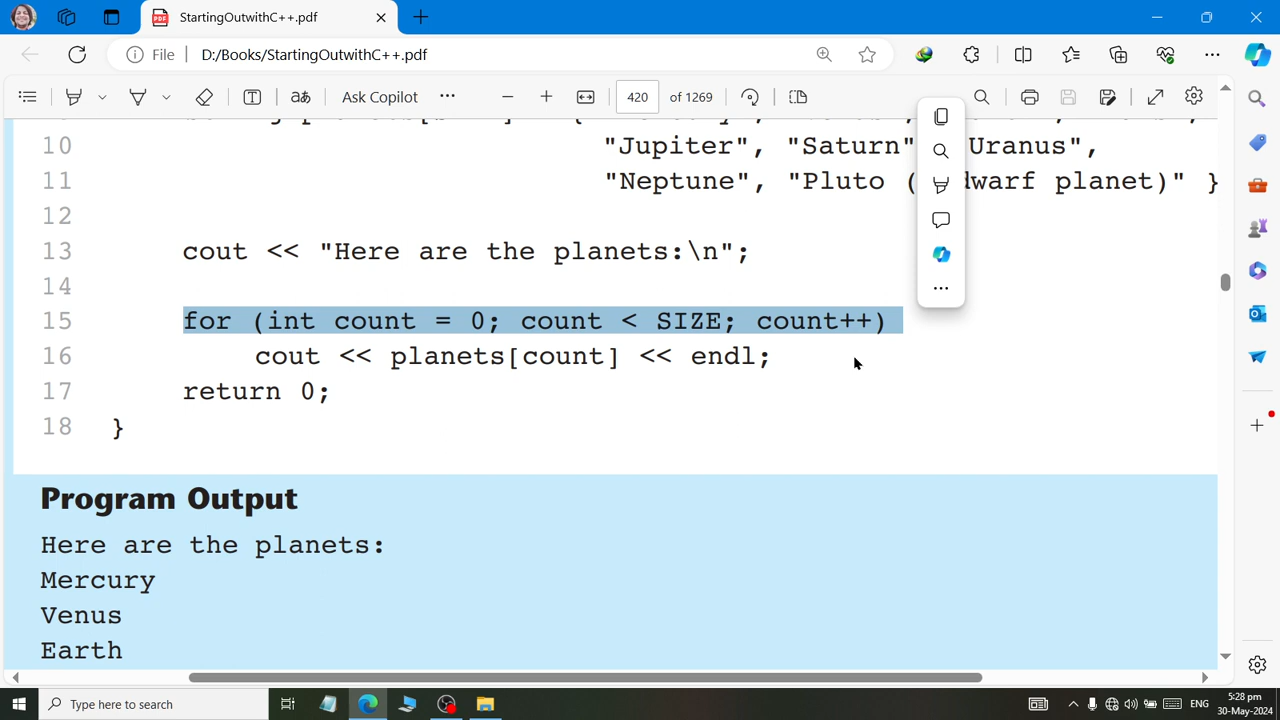 StartingOutwithC++.pdf
File
D:/Books/StartingOutwithC++.pdf
Ask Copilot
420 of 1269
10 "Jupiter", "Saturn" Uranus",
11 "Neptune", "Pluto ( dwarf planet)" }
12
13 cout << "Here are the planets:\n";
14
15 for (int count = 0; count < SIZE; count++)
16 cout << planets[count] << endl;
17 return 0;
18 }
Program Output
Here are the planets:
Mercury
Venus
Earth
Type here to search
ENG
5:28 pm
30-May-2024